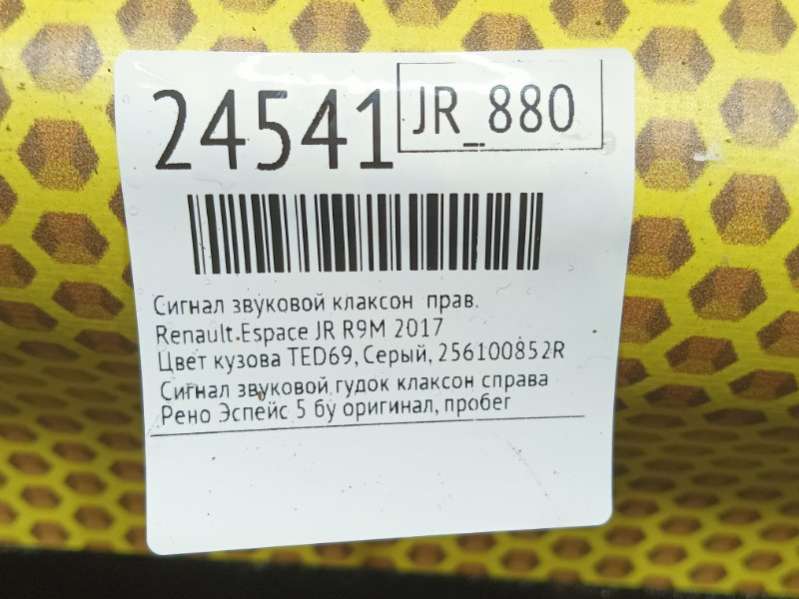 24541
JR_880
Сигнал звуковой клаксон прав.
Renault Espace JR R9M 2017
Цвет кузова TED69, Серый, 256100852R
Сигнал звуковой гудок клаксон справа
Рено Эспейс 5 бу оригинал, пробег